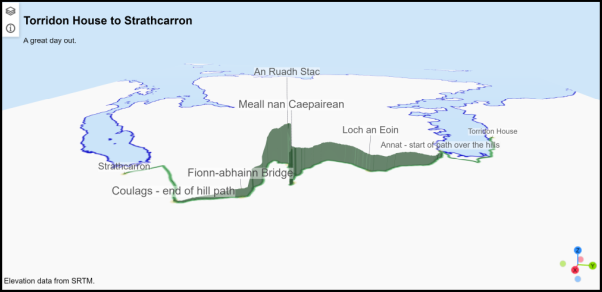 Torridon House to Strathcarron
A great day out.
An Ruadh Stac
Meall nan Caepairean
Loch an Eoin
Torridon House
Annat - start of path over the hills
Strathcarron
Fionn-abhainn Bridge
Coulags - end of hill path
Elevation data from SRTM.
Z
Y
X